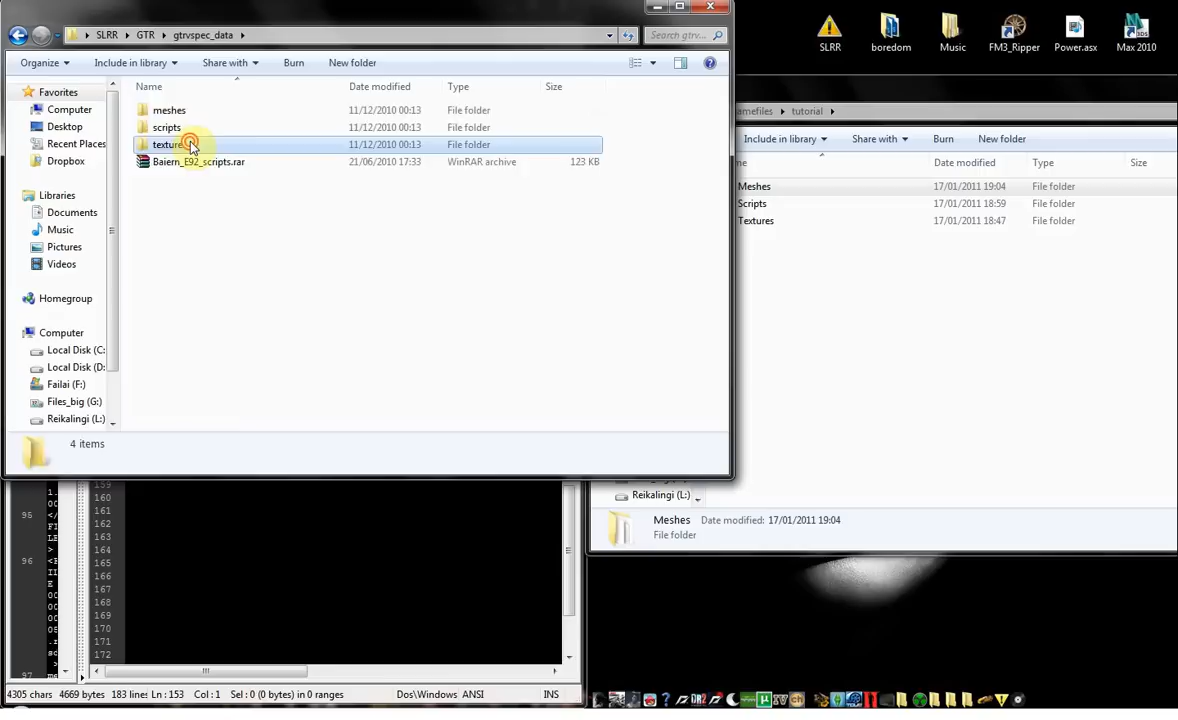 SLRR
GTR
gtrvspec_data
Search gtrv...
Organize
Include in library
Share with
Burn
New folder
Name
Date modified
Type
Size
Favorites
Computer
Desktop
Recent Places
Dropbox
Libraries
Documents
Music
Pictures
Videos
Homegroup
Computer
Local Disk (C:
Local Disk (D:
Failai (F:)
Files_big (G:)
Reikalingi (L:)
meshes 11/12/2010 00:13 File folder
scripts 11/12/2010 00:13 File folder
texture 11/12/2010 00:13 File folder
Baiern_E92_scripts.rar 21/06/2010 17:33 WinRAR archive 123 KB
4 items
SLRR
boredom
Music
FM3_Ripper
Power.asx
Max 2010
amefiles
tutorial
Include in library
Share with
Burn
New folder
me
Date modified
Type
Size
Meshes 17/01/2011 19:04 File folder
Scripts 17/01/2011 18:59 File folder
Textures 17/01/2011 18:47 File folder
Reikalingi (L:)
Meshes Date modified: 17/01/2011 19:04
File folder
95
96
97
159
160
161
162
163
164
165
166
167
168
169
170
171
172
4305 chars 4669 bytes 183 lines Ln : 153 Col : 1 Sel : 0 (0 bytes) in 0 ranges Dos\Windows ANSI INS